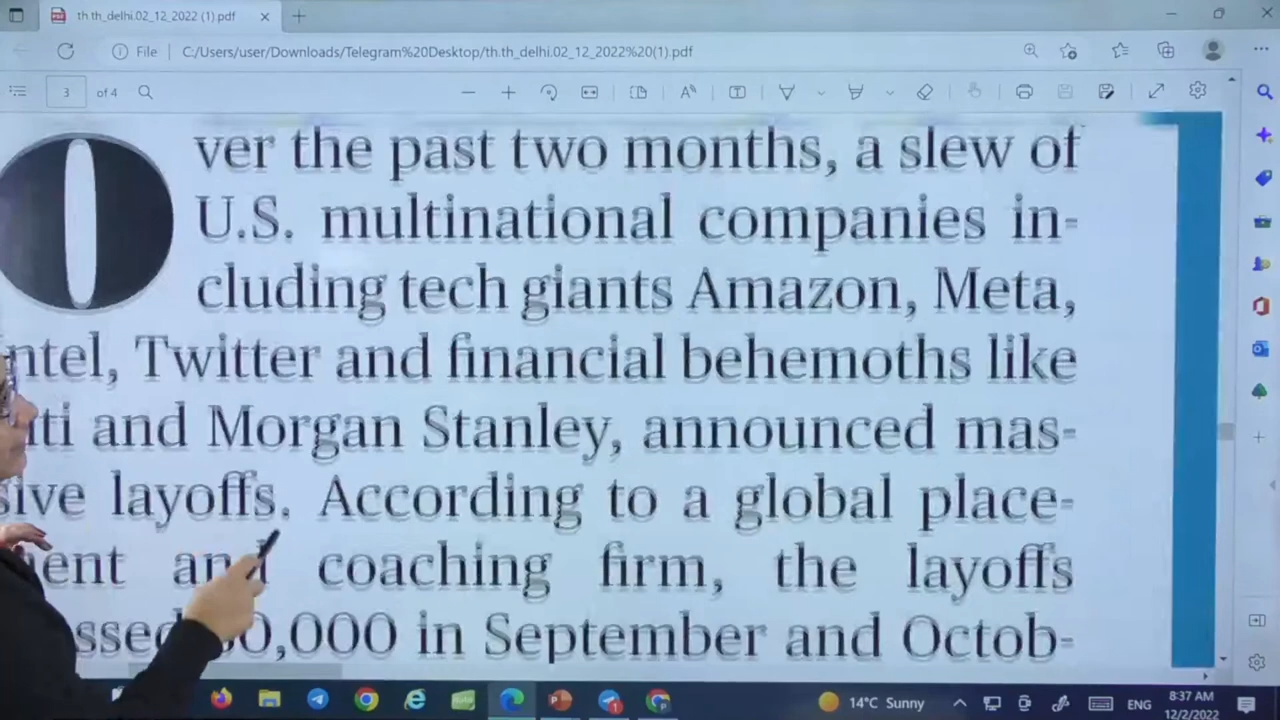 th th_delhi.02_12_2022 (1).pdf
File
C:/Users/user/Downloads/Telegram%20Desktop/th.th_delhi.02_12_2022%20(1).pdf
3 of 4
Over the past two months, a slew of
U.S. multinational companies in-
cluding tech giants Amazon, Meta,
ntel, Twitter and financial behemoths like
iti and Morgan Stanley, announced mas-
sive layoffs. According to a global place-
ent and coaching firm, the layoffs
ssed 0,000 in September and Octob-
14°C Sunny
ENG
8:37 AM
12/2/2022